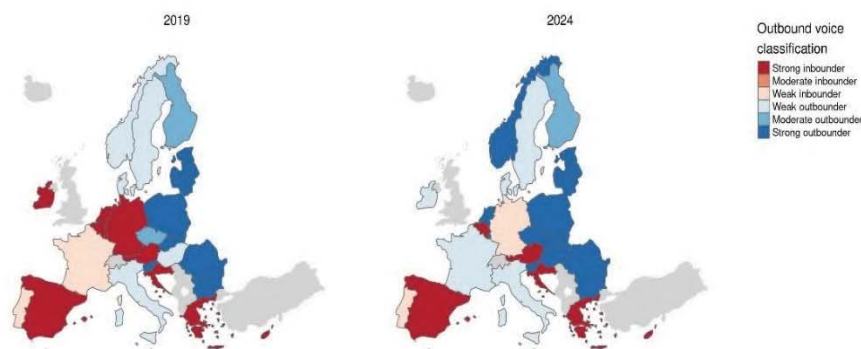 2019
2024
Outbound voice
classification
Strong inbounder
Moderate inbounder
Weak inbounder
Weak outbounder
Moderate outbounder
Strong outbounder